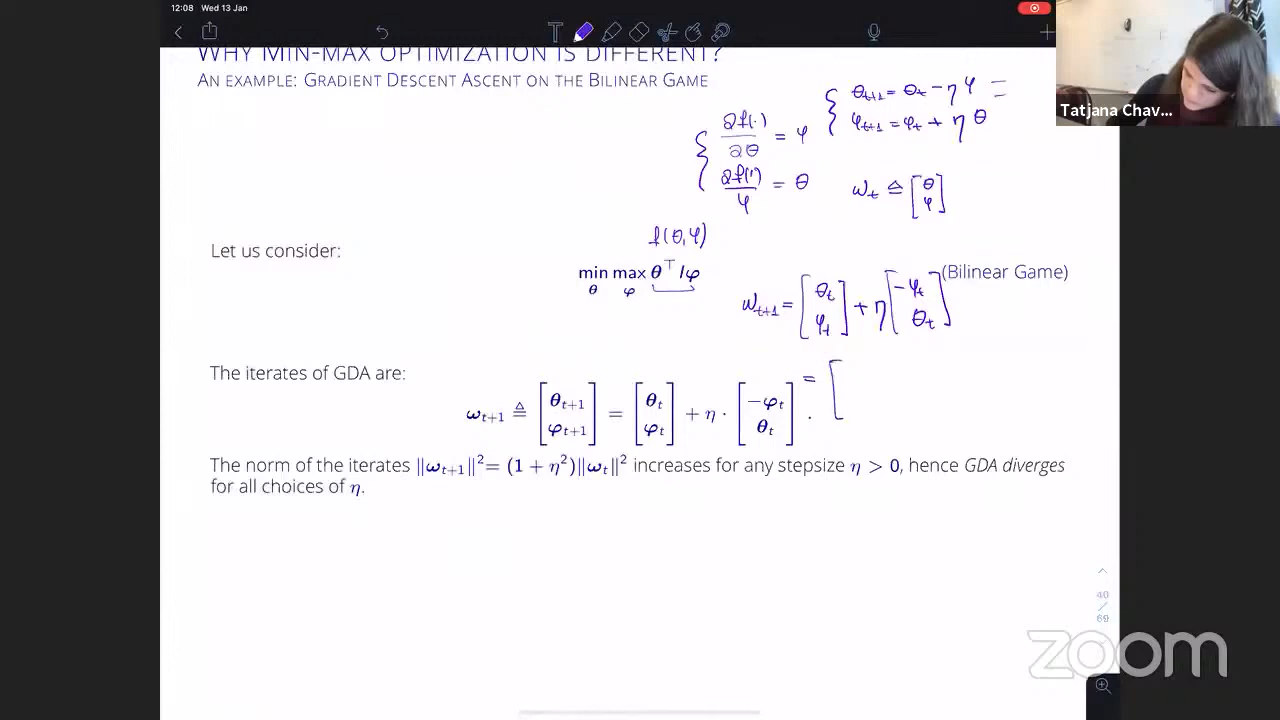 12:08 Wed 13 Jan
WHY MIN-MAX OPTIMIZATION IS DIFFERENT?
AN EXAMPLE: GRADIENT DESCENT ASCENT ON THE BILINEAR GAME
Tatjana Chav...
{ θt+1 = θt - η φ =
φt+1 = φt + η θ
{ ∂f(·)/∂θ = φ
∂f(·)/φ = θ
ωt ≜ [θ φ]
f(θ,φ)
Let us consider:
min max θ⊤Iφ
θ φ
(Bilinear Game)
ωt+1 = [θt φt] + η [-φt θt]
The iterates of GDA are:
ωt+1 ≜ [θt+1 φt+1] = [θt φt] + η · [−φt θt] .
= [
The norm of the iterates ‖ωt+1‖² = (1 + η²)‖ωt‖² increases for any stepsize η > 0, hence GDA diverges
for all choices of η.
40
/
69
zoom